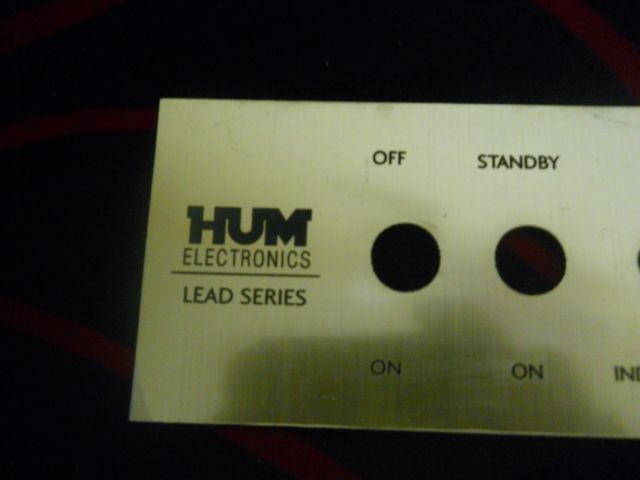 OFF
STANDBY
HUM
ELECTRONICS
LEAD SERIES
ON
ON